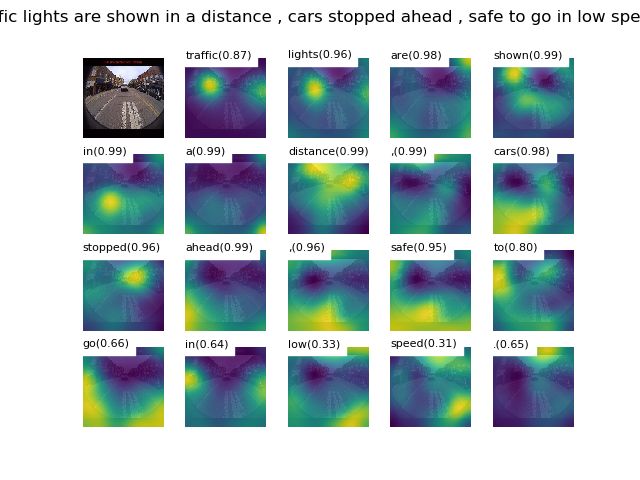 fic lights are shown in a distance , cars stopped ahead , safe to go in low spe
traffic(0.87) lights(0.96) are(0.98) shown(0.99)
in(0.99) a(0.99) distance(0.99) ,(0.99) cars(0.98)
stopped(0.96) ahead(0.99) ,(0.96) safe(0.95) to(0.80)
go(0.66) in(0.64) low(0.33) speed(0.31) .(0.65)